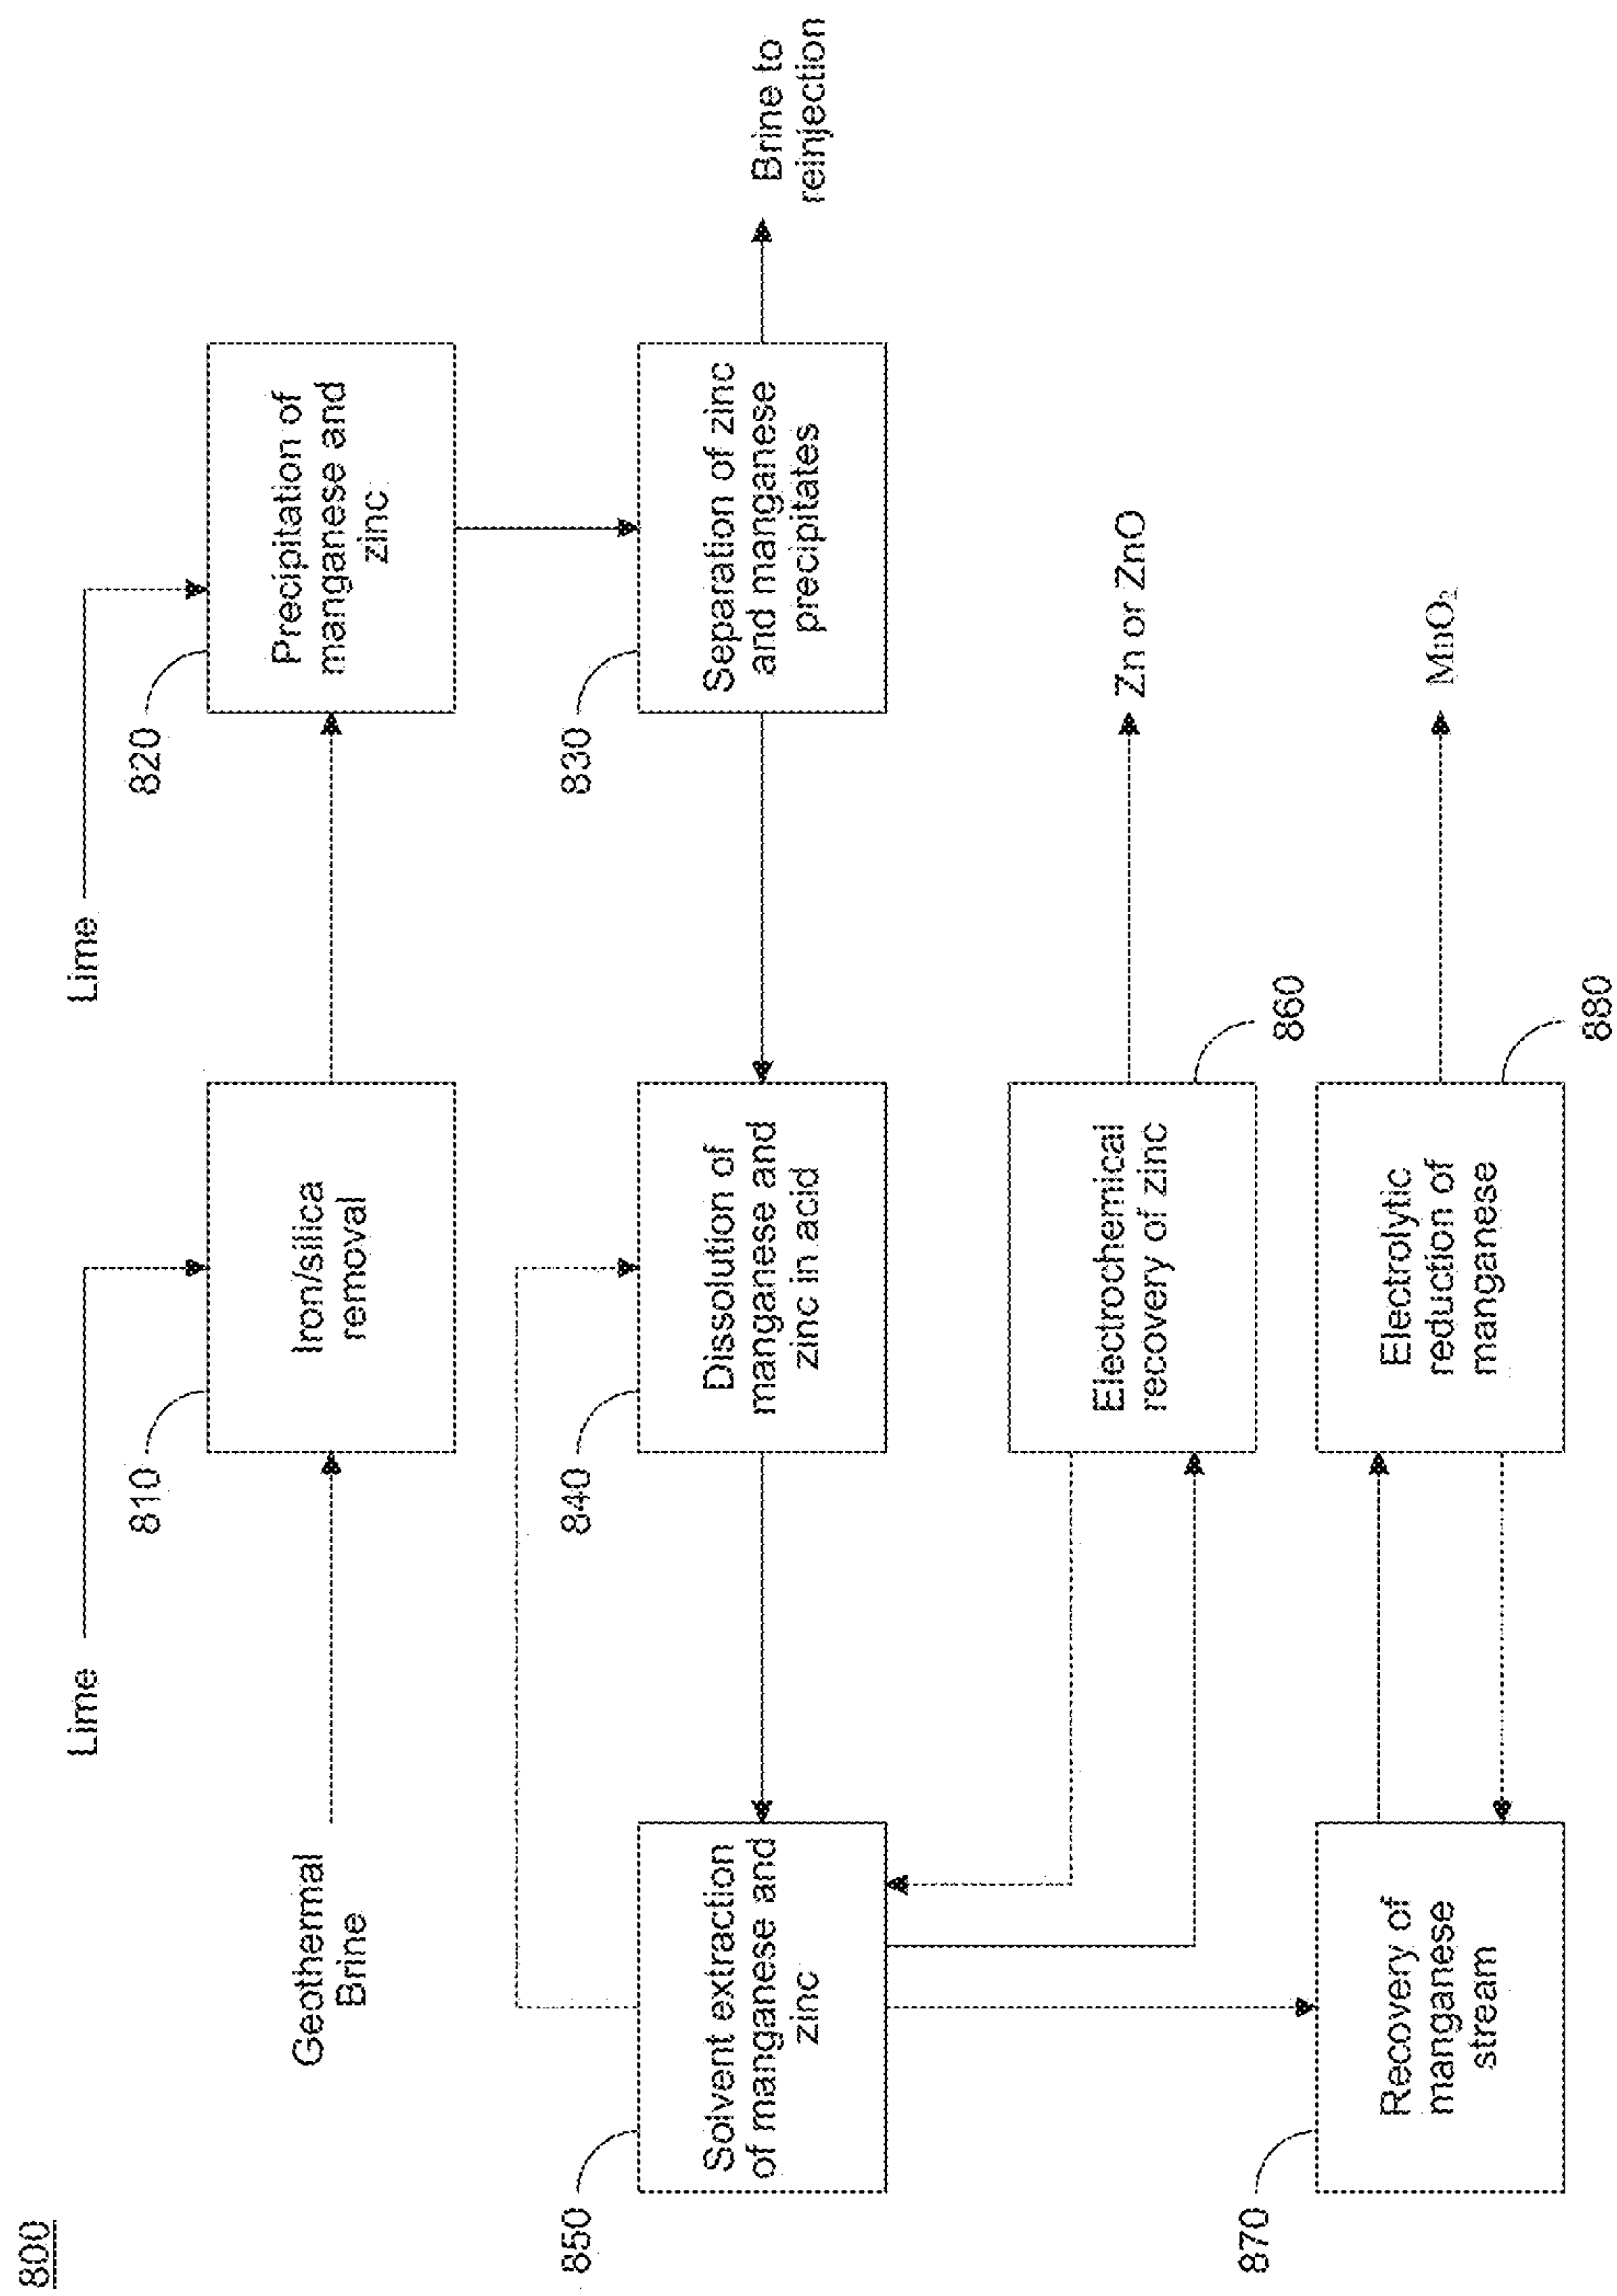 800
Lime
Lime
810
820
Geothermal
Brine
Iron/silica
removal
Precipitation of
manganese and
zinc
850
840
830
Solvent extraction
of manganese and
zinc
Dissolution of
manganese and
zinc in acid
Separation of zinc
and manganese
precipitates
Brine to
reinjection
Electrochemical
recovery of zinc
Zn or ZnO
860
870
Recovery of
manganese
stream
Electrolytic
reduction of
manganese
MnO₂
880